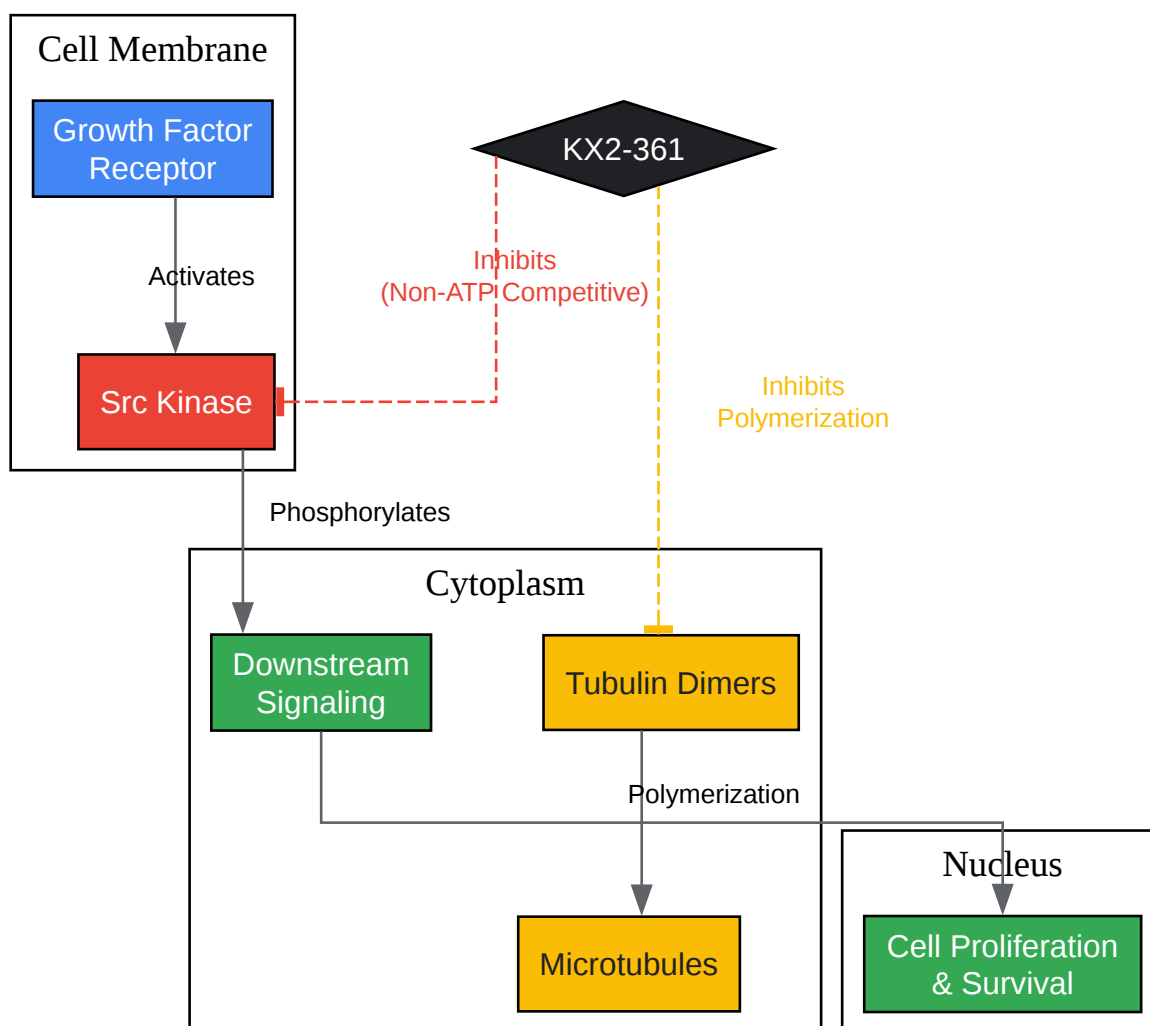 Cell Membrane
Growth Factor
Receptor
KX2-361
Activates
Inhibits
(Non-ATP Competitive)
Src Kinase
Inhibits
Polymerization
Phosphorylates
Cytoplasm
Downstream
Signaling
Tubulin Dimers
Polymerization
Nucleus
Microtubules
Cell Proliferation
& Survival